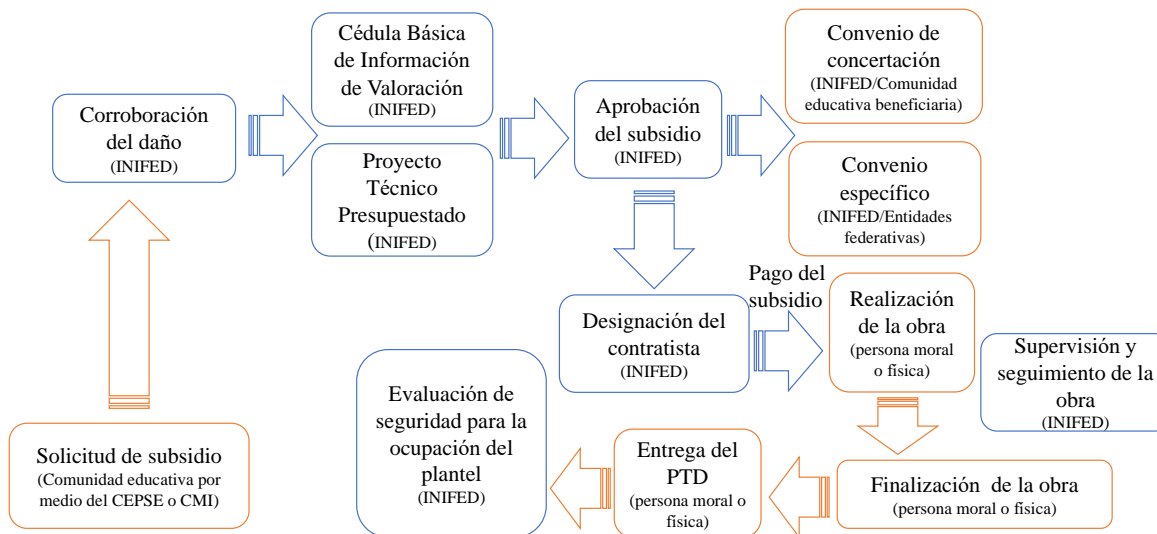 Corroboración
del daño
(INIFED)
Cédula Básica
de Información
de Valoración
(INIFED)
Proyecto
Técnico
Presupuestado
(INIFED)
Aprobación
del subsidio
(INIFED)
Convenio de
concertación
(INIFED/Comunidad
educativa beneficiaria)
Convenio
específico
(INIFED/Entidades
federativas)
Designación del
contratista
(INIFED)
Pago del
subsidio
Realización
de la obra
(persona moral
o física)
Supervisión y
seguimiento de la
obra
(INIFED)
Finalización de la obra
(persona moral o física)
Entrega del
PTD
(persona moral o
física)
Evaluación de
seguridad para la
ocupación del
plantel
(INIFED)
Solicitud de subsidio
(Comunidad educativa por
medio del CEPSE o CMI)